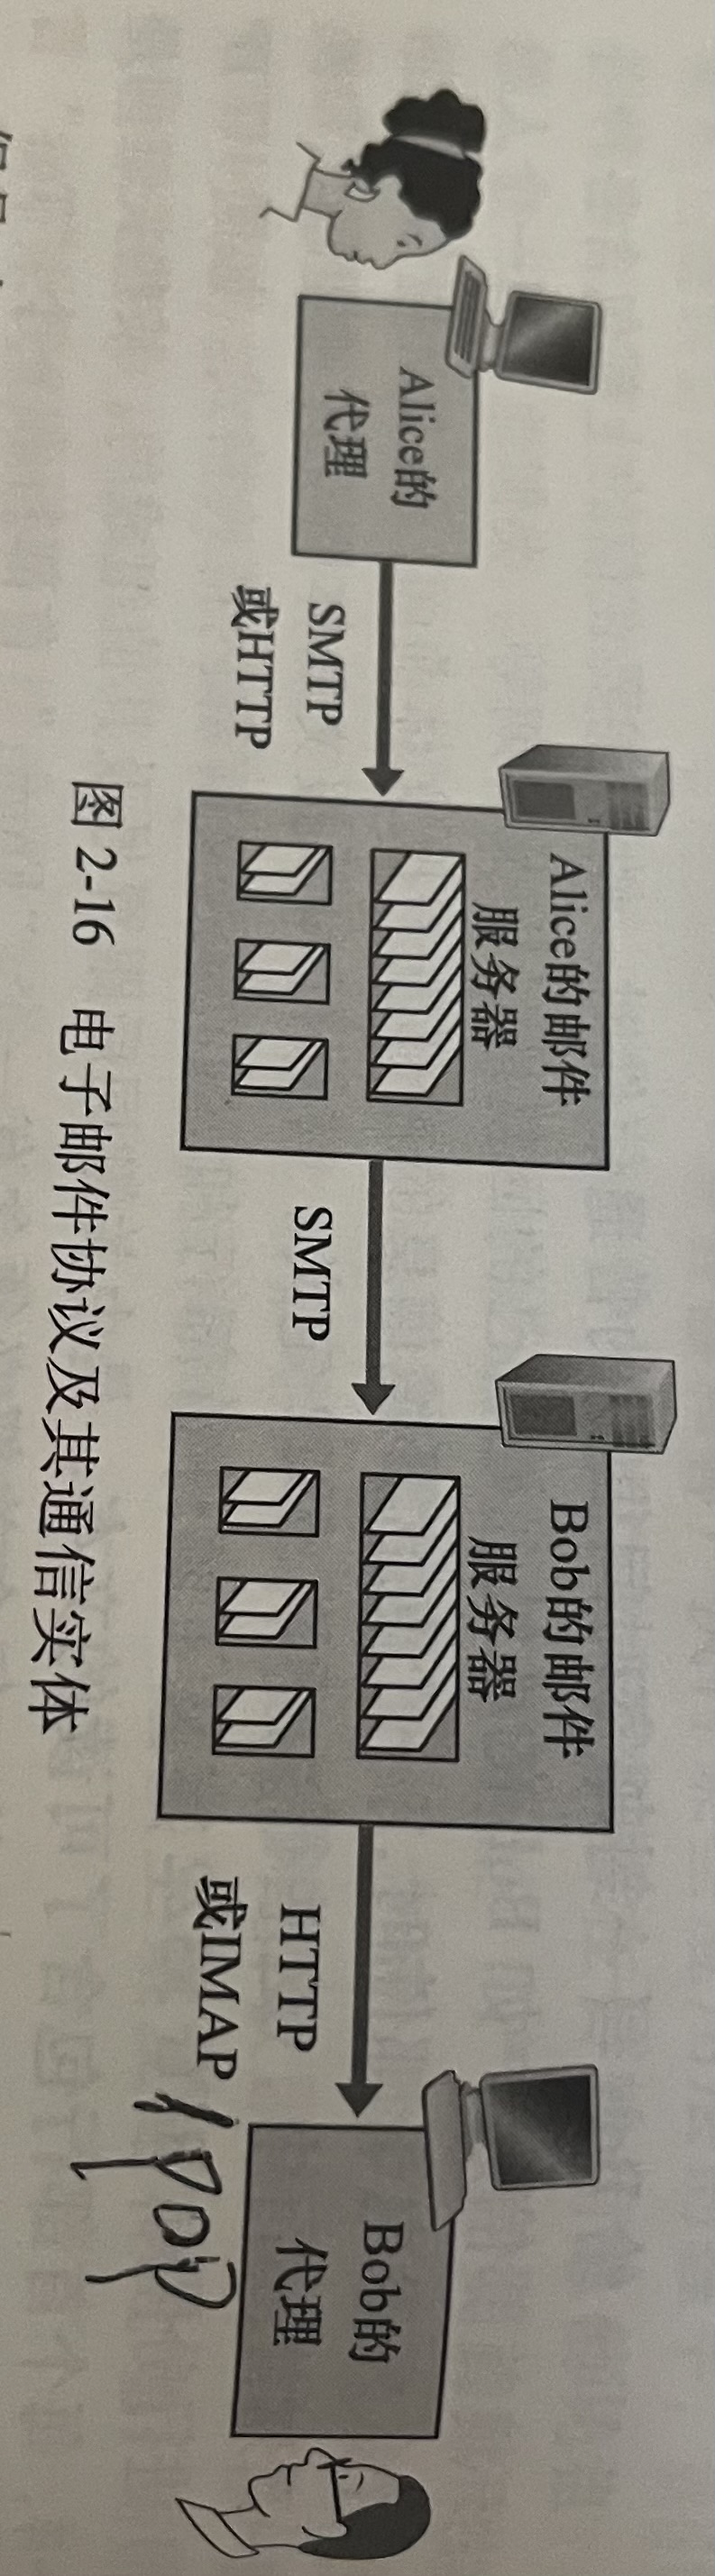 Alice的
代理
SMTP
或HTTP
Alice的邮件
服务器
SMTP
Bob的邮件
服务器
HTTP
或IMAP
/ POP
Bob的
代理
图 2-16 电子邮件协议及其通信实体